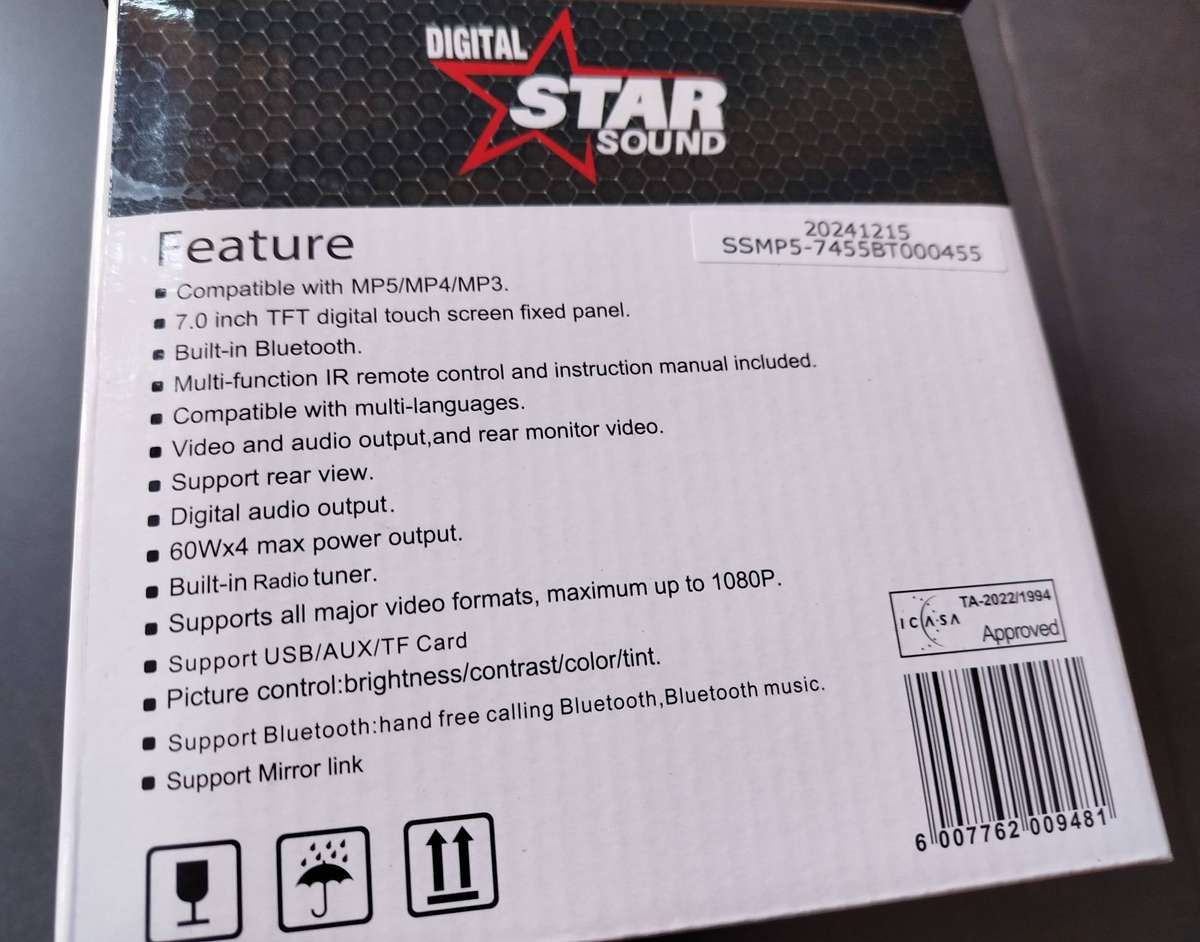 DIGITAL
STAR
SOUND
Feature
20241215
SSMP5-7455BT000455
Compatible with MP5/MP4/MP3.
7.0 inch TFT digital touch screen fixed panel.
Built-in Bluetooth.
Multi-function IR remote control and instruction manual included.
Compatible with multi-languages.
Video and audio output,and rear monitor video.
Support rear view.
Digital audio output.
60Wx4 max power output.
Built-in Radio tuner.
Supports all major video formats, maximum up to 1080P.
Support USB/AUX/TF Card
Picture control:brightness/contrast/color/tint.
Support Bluetooth:hand free calling Bluetooth,Bluetooth music.
Support Mirror link
ICASA
TA-2022/1994
Approved
6 007762 009481